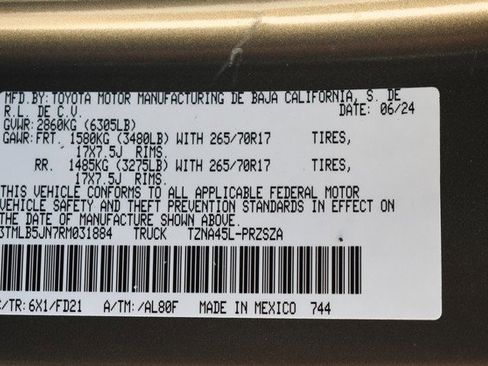 MFD.BY:TOYOTA MOTOR MANUFACTURING DE BAJA CALIFORNIA, S. DE
R.L. DE C.V. DATE: 06/24
GVWR:2860KG (6305LB)
GAWR:FRT. 1580KG (3480LB) WITH 265/70R17 TIRES,
17X7.5J RIMS.
RR. 1485KG (3275LB) WITH 265/70R17 TIRES,
17X7.5J RIMS.
THIS VEHICLE CONFORMS TO ALL APPLICABLE FEDERAL MOTOR
VEHICLE SAFETY AND THEFT PREVENTION STANDARDS IN EFFECT ON
THE DATE OF MANUFACTURE SHOWN ABOVE.
3TMLB5JN7RM031884 TRUCK TZNA45L-PRZSZA
/TR:6X1/FD21 A/TM:/AL80F MADE IN MEXICO 744